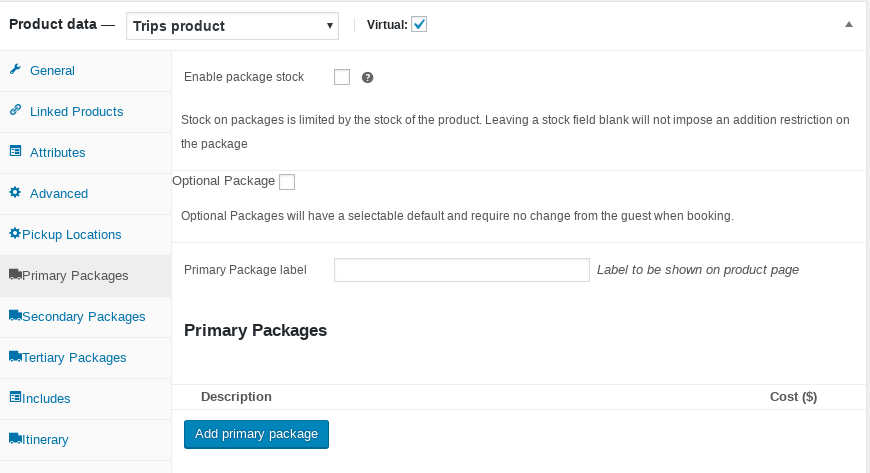 Product data — Trips product Virtual:
General
Linked Products
Attributes
Advanced
Pickup Locations
Primary Packages
Secondary Packages
Tertiary Packages
Includes
Itinerary
Enable package stock
Stock on packages is limited by the stock of the product. Leaving a stock field blank will not impose an addition restriction on
the package
Optional Package
Optional Packages will have a selectable default and require no change from the guest when booking.
Primary Package label Label to be shown on product page
Primary Packages
Description Cost ($)
Add primary package